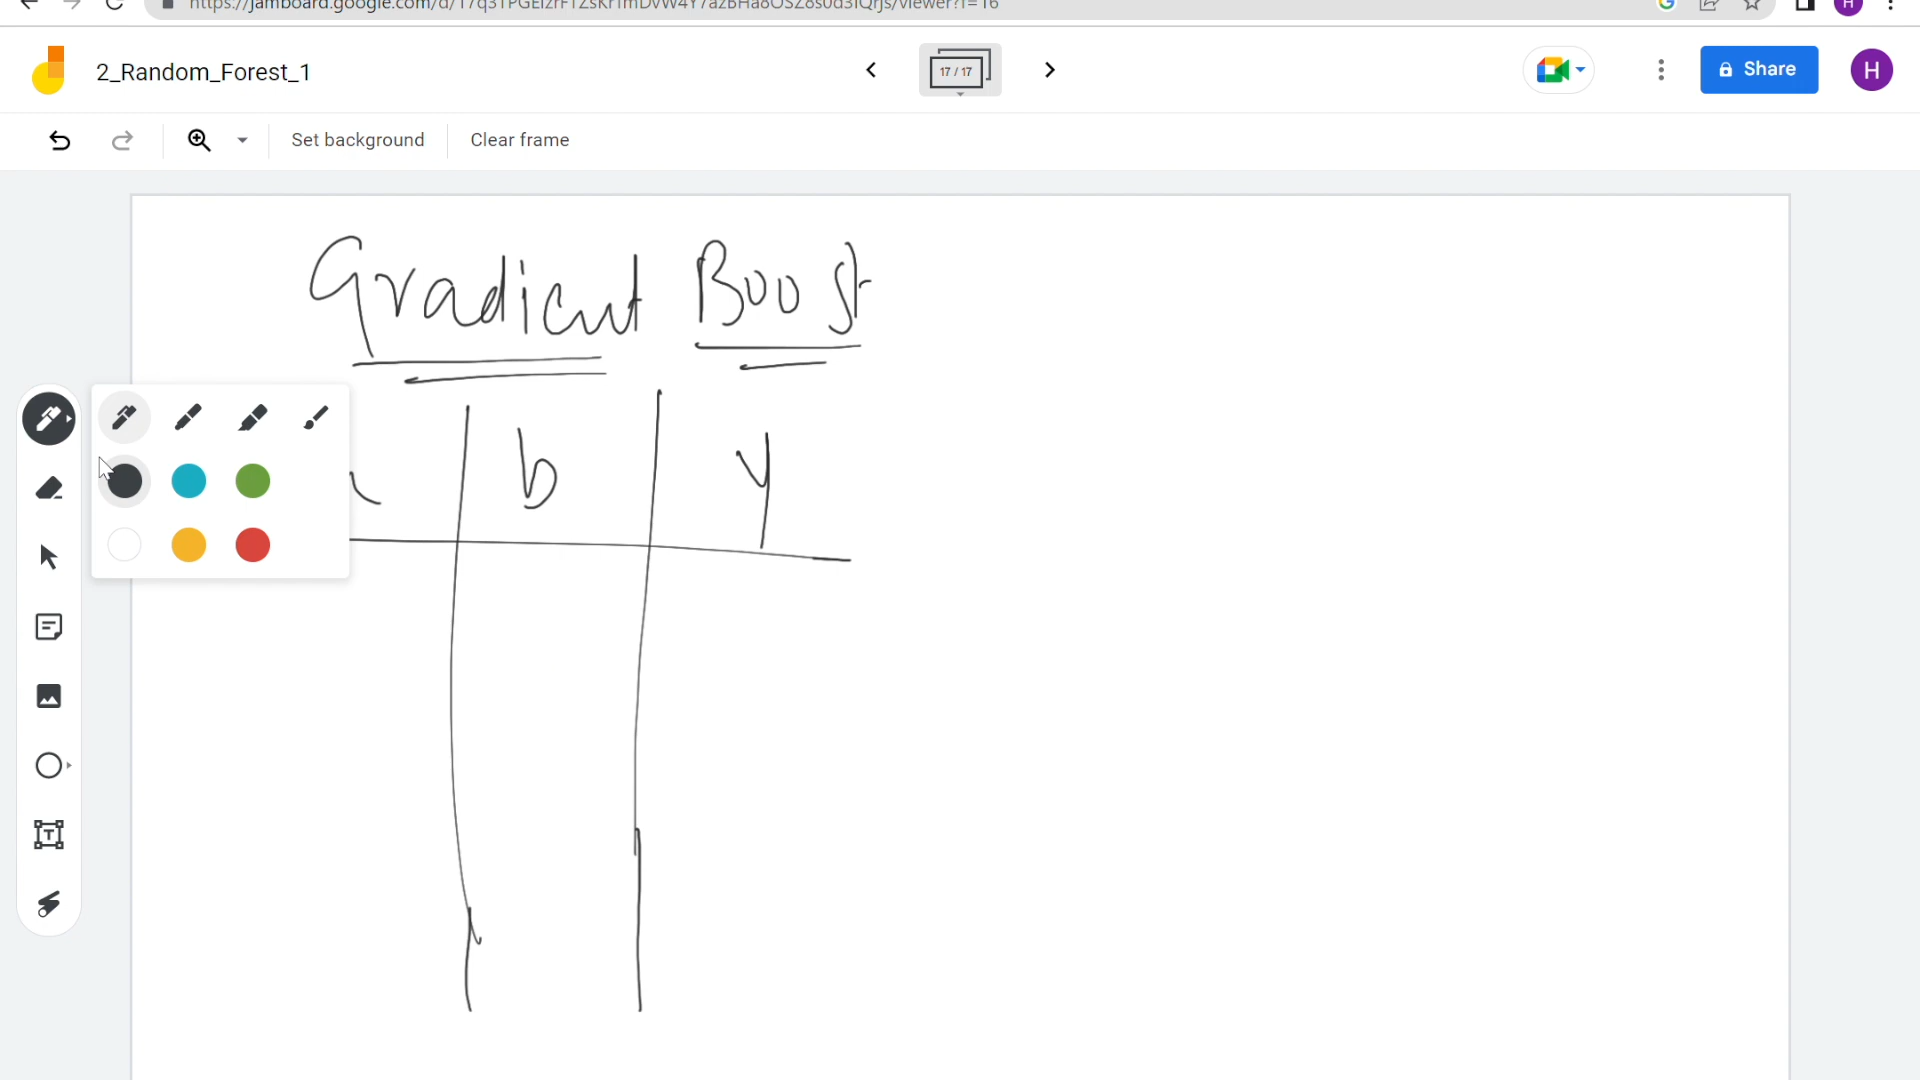 2_Random_Forest_1
17 / 17
Share
H
Set background
Clear frame
Gradient Boost
b
y